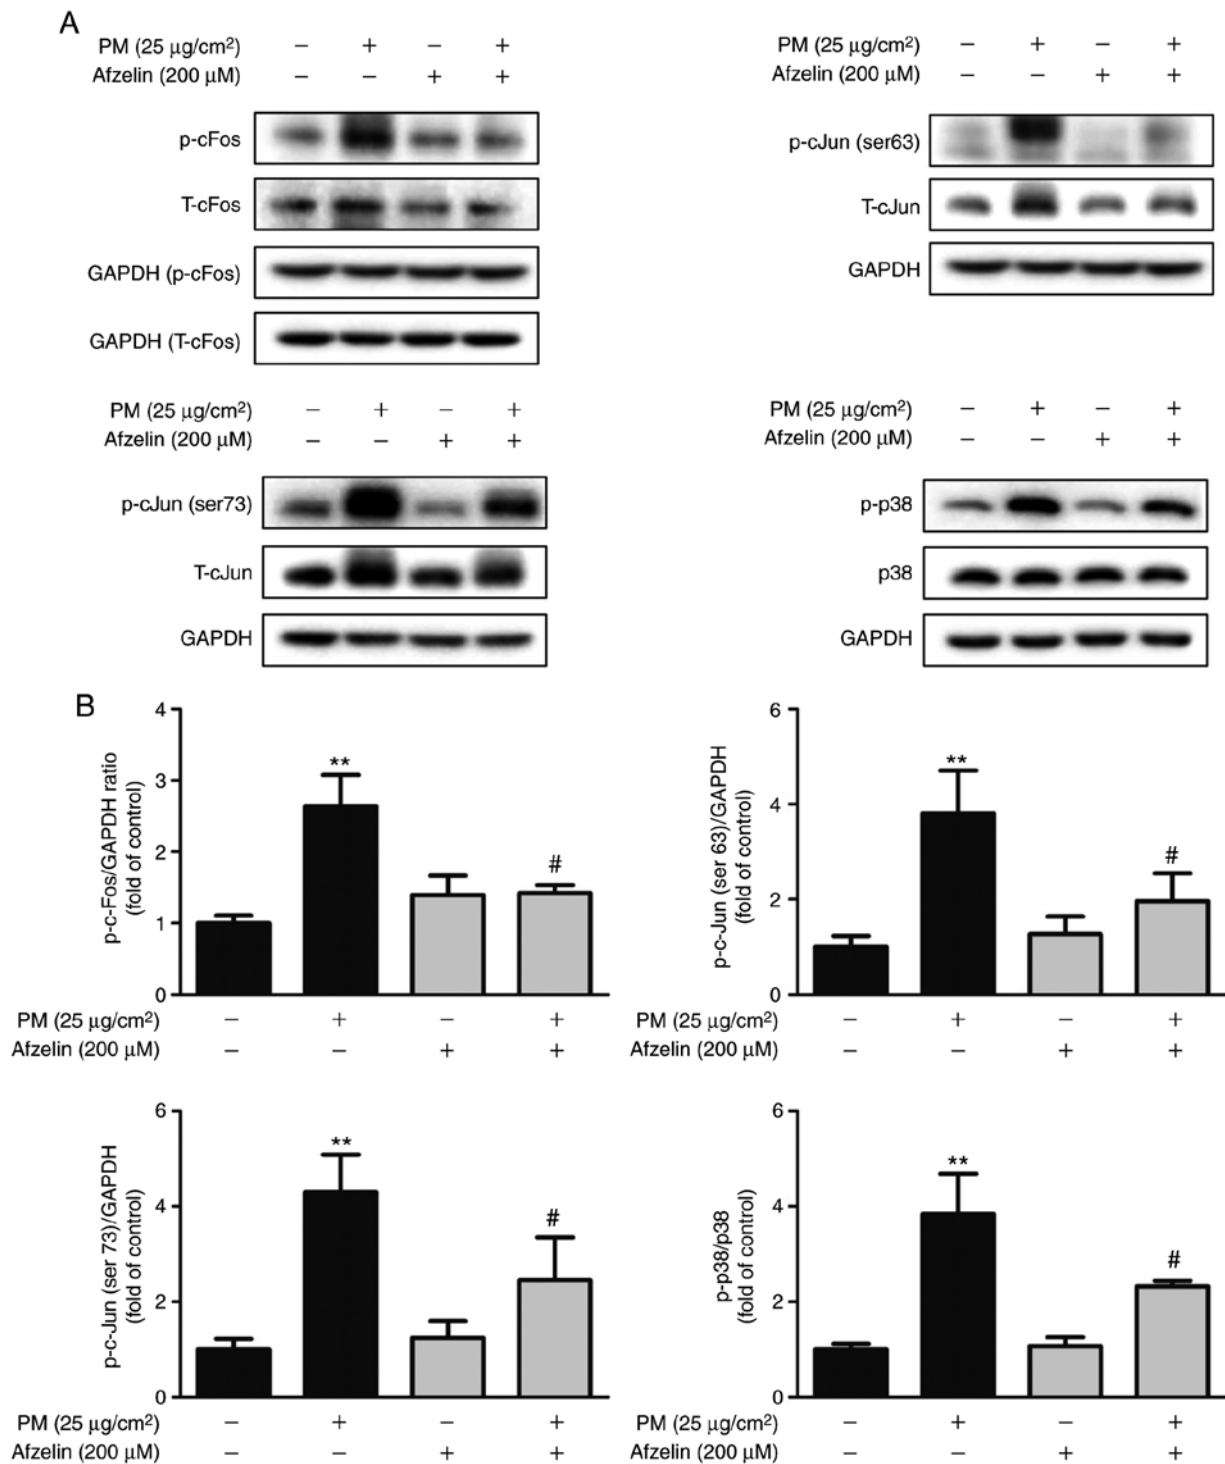 A
PM (25 μg/cm²) − + − +
Afzelin (200 μM) − − + +
p-cFos
T-cFos
GAPDH (p-cFos)
GAPDH (T-cFos)
PM (25 μg/cm²) − + − +
Afzelin (200 μM) − − + +
p-cJun (ser63)
T-cJun
GAPDH
PM (25 μg/cm²) − + − +
Afzelin (200 μM) − − + +
p-cJun (ser73)
T-cJun
GAPDH
PM (25 μg/cm²) − + − +
Afzelin (200 μM) − − + +
p-p38
p38
GAPDH
B
p-c-Fos/GAPDH ratio
(fold of control)
4
3
2
1
0
**
#
PM (25 μg/cm²) − + − +
Afzelin (200 μM) − − + +
p-c-Jun (ser 63)/GAPDH
(fold of control)
6
4
2
0
**
#
PM (25 μg/cm²) − + − +
Afzelin (200 μM) − − + +
p-c-Jun (ser 73)/GAPDH
(fold of control)
6
4
2
0
**
#
PM (25 μg/cm²) − + − +
Afzelin (200 μM) − − + +
p-p38/p38
(fold of control)
6
4
2
0
**
#
PM (25 μg/cm²) − + − +
Afzelin (200 μM) − − + +